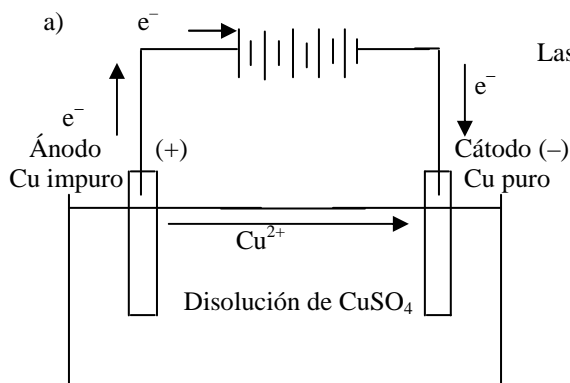 a)
e⁻
Las
e⁻
e⁻
Ánodo (+) Cátodo (–)
Cu impuro Cu puro
Cu²⁺
Disolución de CuSO₄